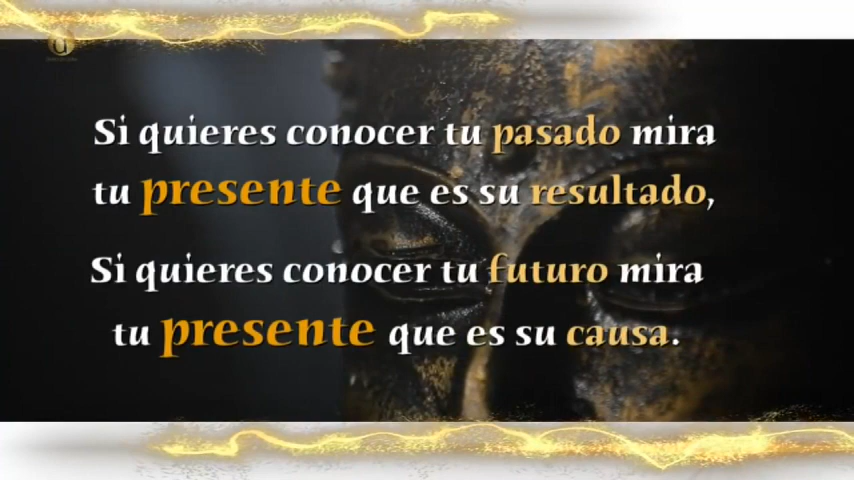 Si quieres conocer tu pasado mira
tu presente que es su resultado,
Si quieres conocer tu futuro mira
tu presente que es su causa.